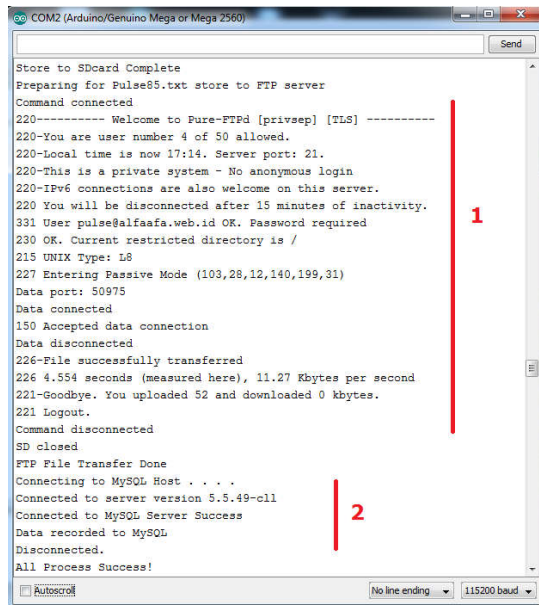 COM2 (Arduino/Genuino Mega or Mega 2560)
Send
Store to SDcard Complete
Preparing for Pulse85.txt store to FTP server
Command connected
220---------- Welcome to Pure-FTPd [privsep] [TLS] ----------
220-You are user number 4 of 50 allowed.
220-Local time is now 17:14. Server port: 21.
220-This is a private system - No anonymous login
220-IPv6 connections are also welcome on this server.
220 You will be disconnected after 15 minutes of inactivity.
331 User pulse@alfaafa.web.id OK. Password required
230 OK. Current restricted directory is /
215 UNIX Type: L8
227 Entering Passive Mode (103,28,12,140,199,31)
Data port: 50975
Data connected
150 Accepted data connection
Data disconnected
226-File successfully transferred
226 4.554 seconds (measured here), 11.27 Kbytes per second
221-Goodbye. You uploaded 52 and downloaded 0 kbytes.
221 Logout.
Command disconnected
1
SD closed
FTP File Transfer Done
Connecting to MySQL Host . . . .
Connected to server version 5.5.49-cll
Connected to MySQL Server Success
Data recorded to MySQL
Disconnected.
2
All Process Success!
Autoscroll
No line ending
115200 baud